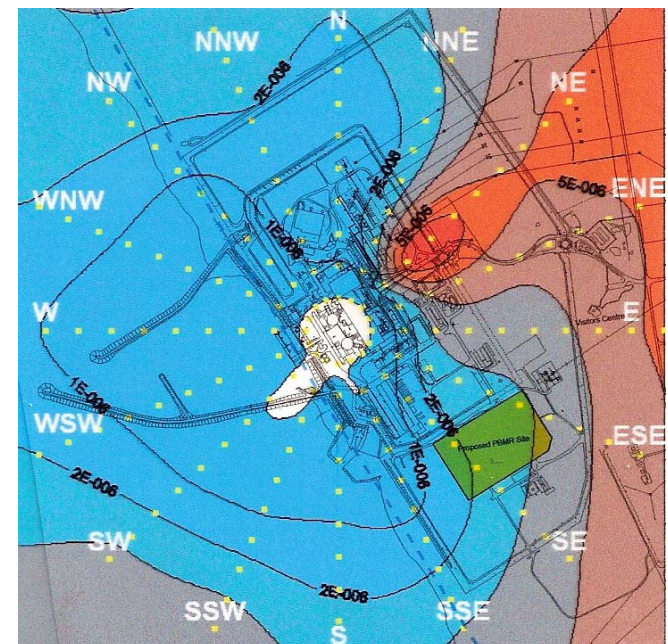 N
NNW
NNE
NW
NE
2E-006
2E-006
5E-006
ENE
WNW
1E-006
5E-006
W
E
Visitors Centre
1E-006
2E-006
WSW
ESE
Proposed PBMR Site
1E-006
2E-006
SW
SE
2E-006
SSW
SSE
S